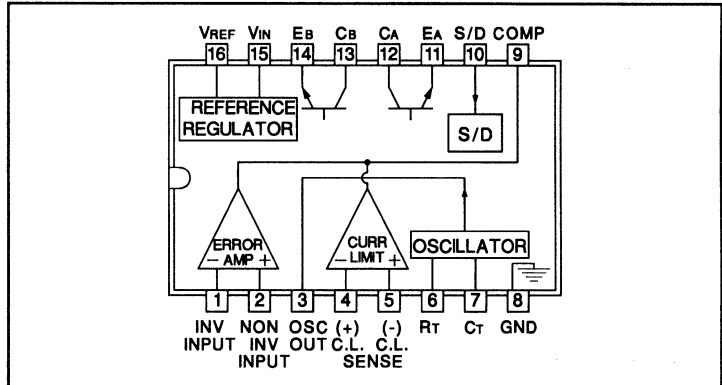 VREF VIN EB CB CA EA S/D COMP
16 15 14 13 12 11 10 9
REFERENCE
REGULATOR
S/D
ERROR
- AMP +
CURR
LIMIT
- +
OSCILLATOR
1 2 3 4 5 6 7 8
INV NON OSC (+) (-) RT CT GND
INPUT INV OUT C.L. C.L.
INPUT SENSE